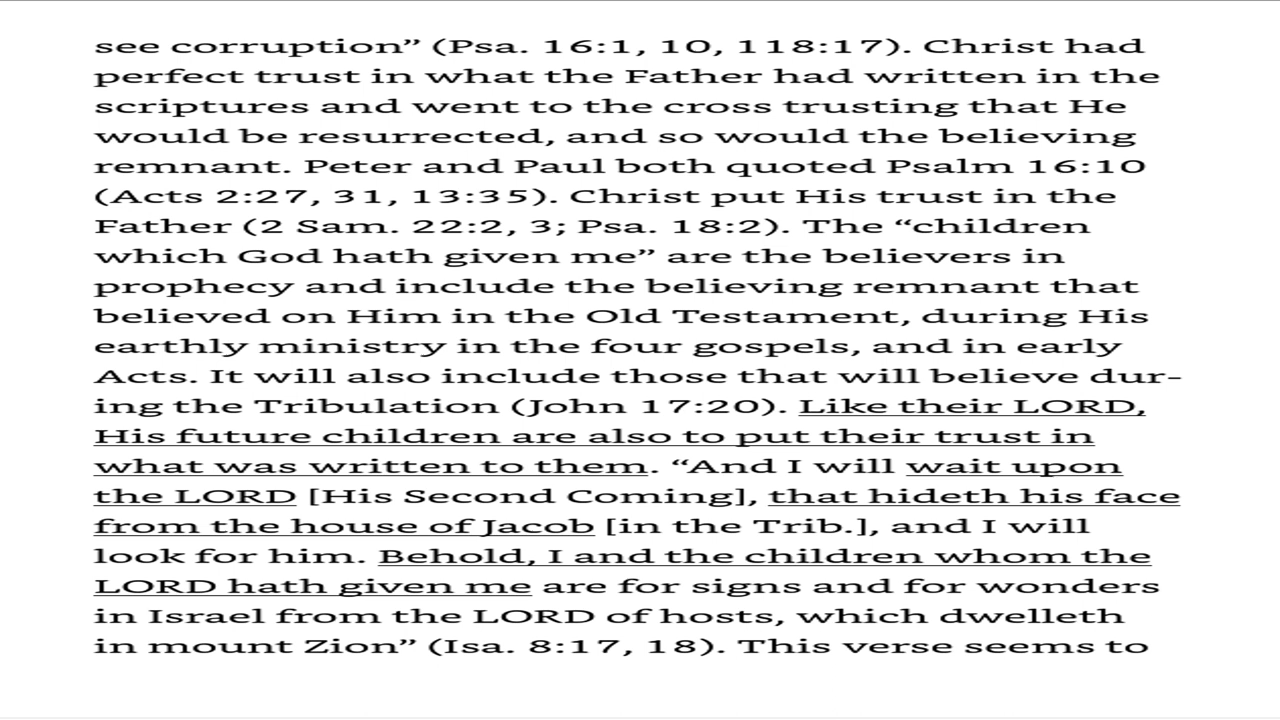 see corruption” (Psa. 16:1, 10, 118:17). Christ had
perfect trust in what the Father had written in the
scriptures and went to the cross trusting that He
would be resurrected, and so would the believing
remnant. Peter and Paul both quoted Psalm 16:10
(Acts 2:27, 31, 13:35). Christ put His trust in the
Father (2 Sam. 22:2, 3; Psa. 18:2). The “children
which God hath given me” are the believers in
prophecy and include the believing remnant that
believed on Him in the Old Testament, during His
earthly ministry in the four gospels, and in early
Acts. It will also include those that will believe dur-
ing the Tribulation (John 17:20). Like their LORD,
His future children are also to put their trust in
what was written to them. “And I will wait upon
the LORD [His Second Coming], that hideth his face
from the house of Jacob [in the Trib.], and I will
look for him. Behold, I and the children whom the
LORD hath given me are for signs and for wonders
in Israel from the LORD of hosts, which dwelleth
in mount Zion” (Isa. 8:17, 18). This verse seems to